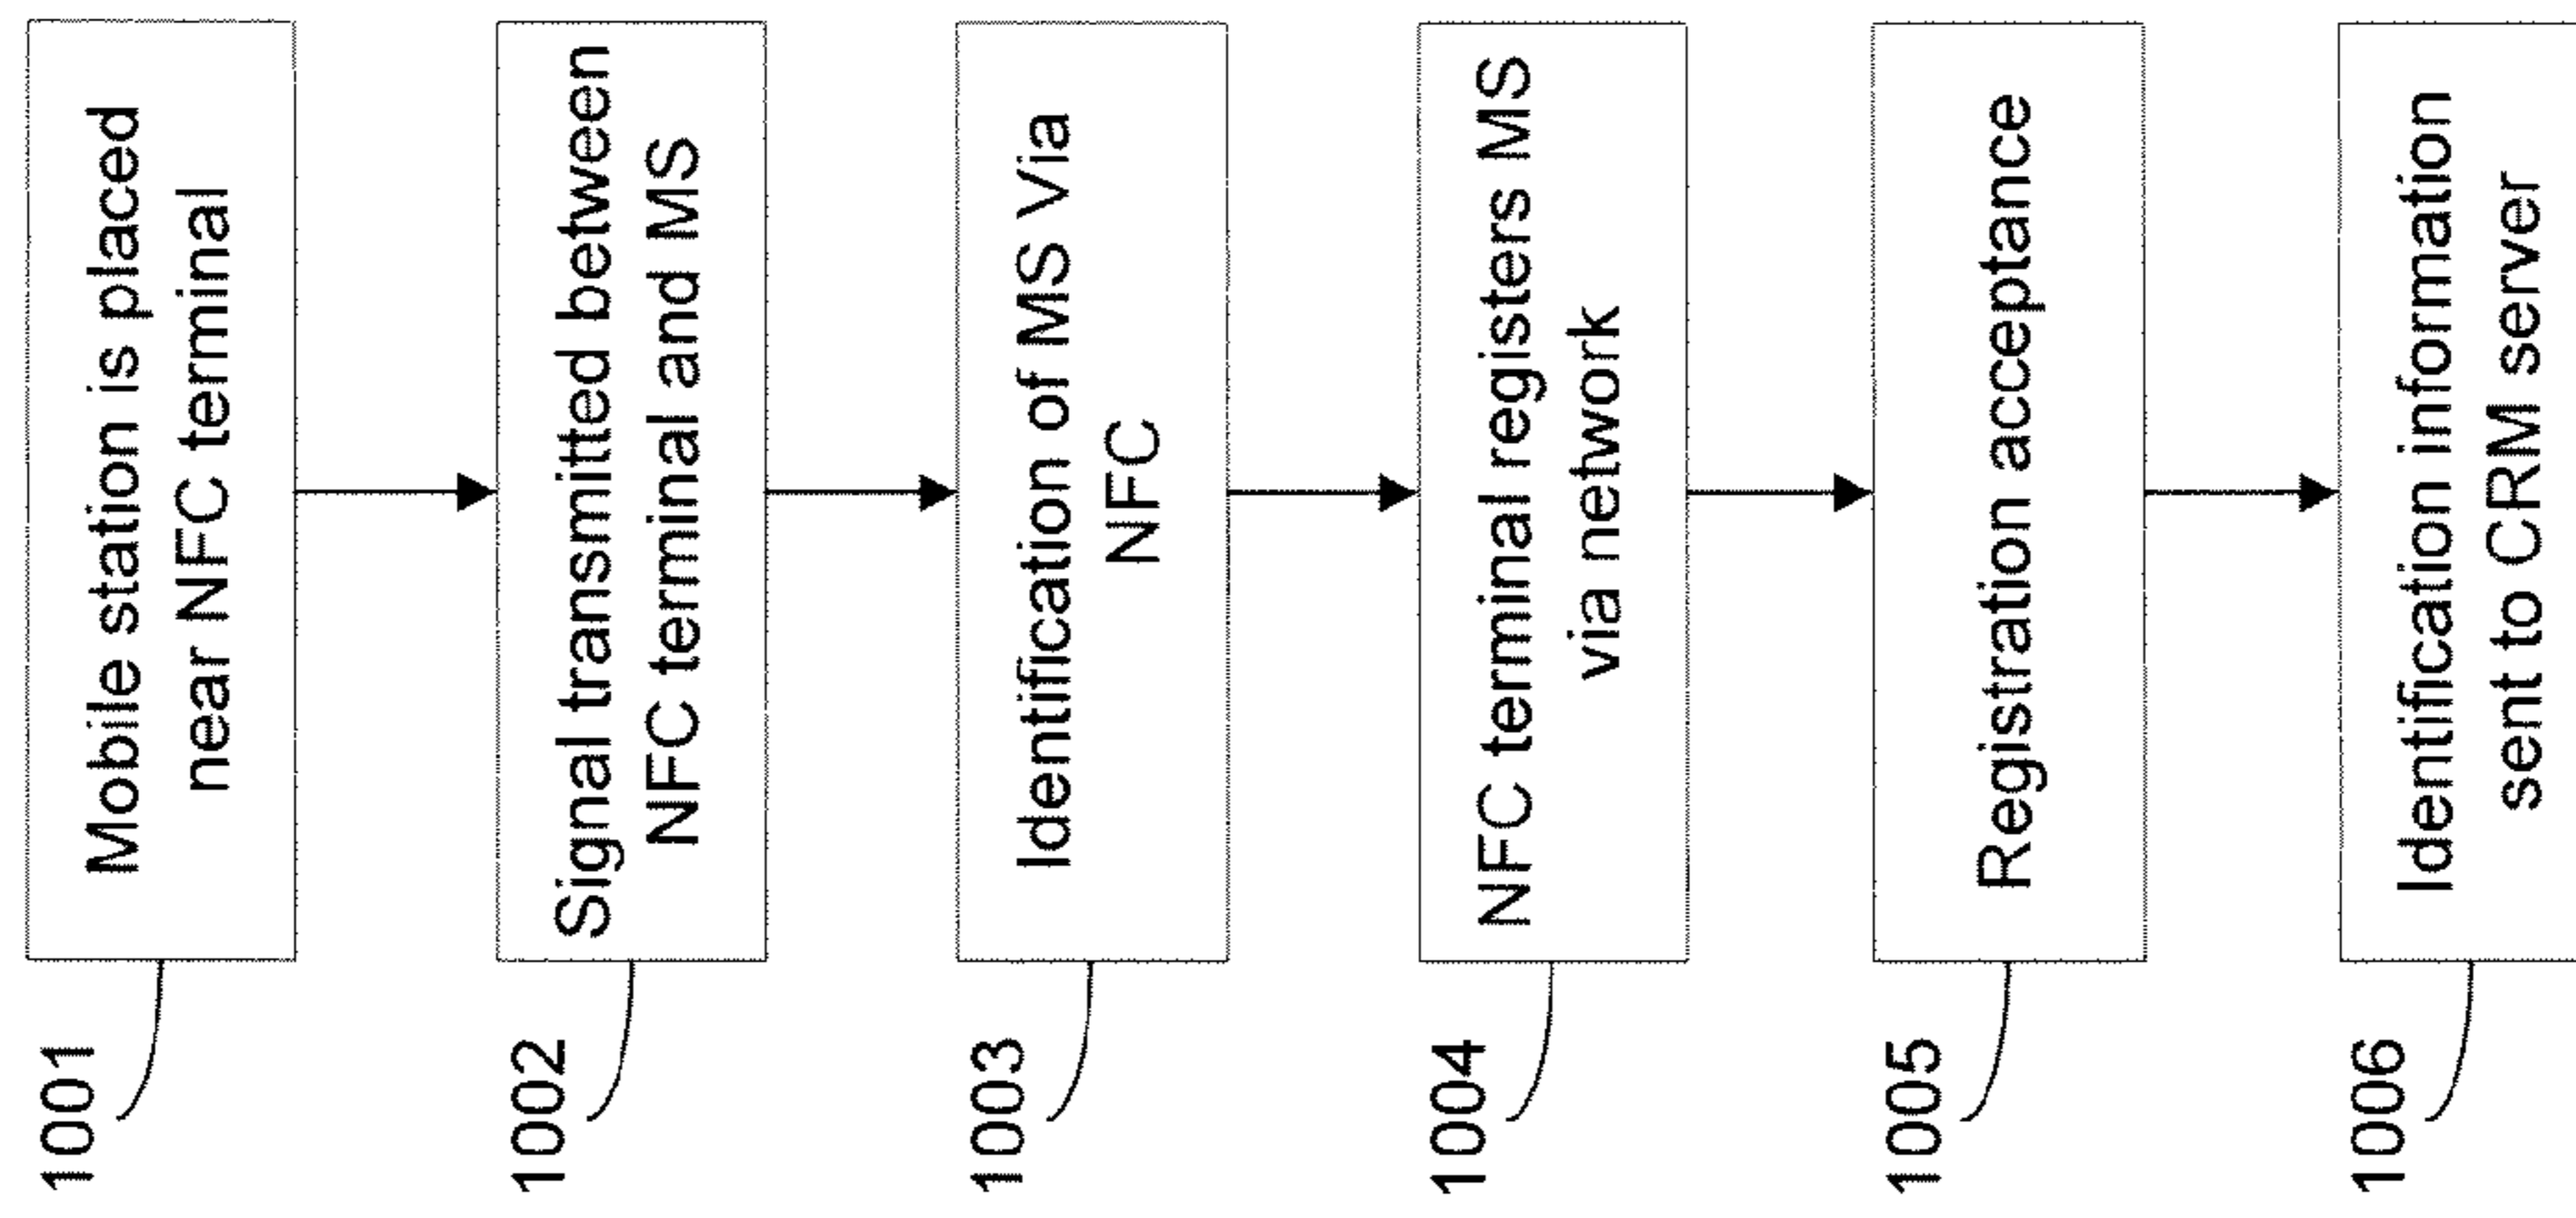 1001
Mobile station is placed
near NFC terminal
1002
Signal transmitted between
NFC terminal and MS
1003
Identification of MS Via
NFC
1004
NFC terminal registers MS
via network
1005
Registration acceptance
1006
Identification information
sent to CRM server